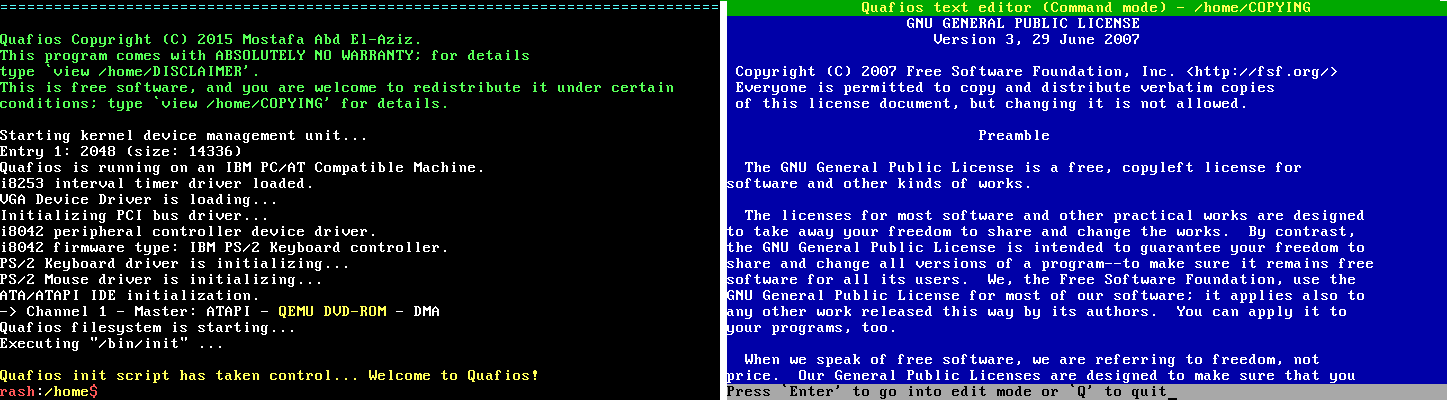 ================================================================================
Quafios Copyright (C) 2015 Mostafa Abd El-Aziz.
This program comes with ABSOLUTELY NO WARRANTY; for details
type `view /home/DISCLAIMER'.
This is free software, and you are welcome to redistribute it under certain
conditions; type `view /home/COPYING' for details.
Starting kernel device management unit...
Entry 1: 2048 (size: 14336)
Quafios is running on an IBM PC/AT Compatible Machine.
i8253 interval timer driver loaded.
VGA Device Driver is loading...
Initializing PCI bus driver...
i8042 peripheral controller device driver.
i8042 firmware type: IBM PS/2 Keyboard controller.
PS/2 Keyboard driver is initializing...
PS/2 Mouse driver is initializing...
ATA/ATAPI IDE initialization.
-> Channel 1 - Master: ATAPI - QEMU DVD-ROM - DMA
Quafios filesystem is starting...
Executing "/bin/init" ...
Quafios init script has taken control... Welcome to Quafios!
rash:/home$
Quafios text editor (Command mode) - /home/COPYING
GNU GENERAL PUBLIC LICENSE
Version 3, 29 June 2007
Copyright (C) 2007 Free Software Foundation, Inc. <http://fsf.org/>
Everyone is permitted to copy and distribute verbatim copies
of this license document, but changing it is not allowed.
Preamble
The GNU General Public License is a free, copyleft license for
software and other kinds of works.
The licenses for most software and other practical works are designed
to take away your freedom to share and change the works.  By contrast,
the GNU General Public License is intended to guarantee your freedom to
share and change all versions of a program--to make sure it remains free
software for all its users.  We, the Free Software Foundation, use the
GNU General Public License for most of our software; it applies also to
any other work released this way by its authors.  You can apply it to
your programs, too.
When we speak of free software, we are referring to freedom, not
price.  Our General Public Licenses are designed to make sure that you
Press `Enter' to go into edit mode or `Q' to quit_